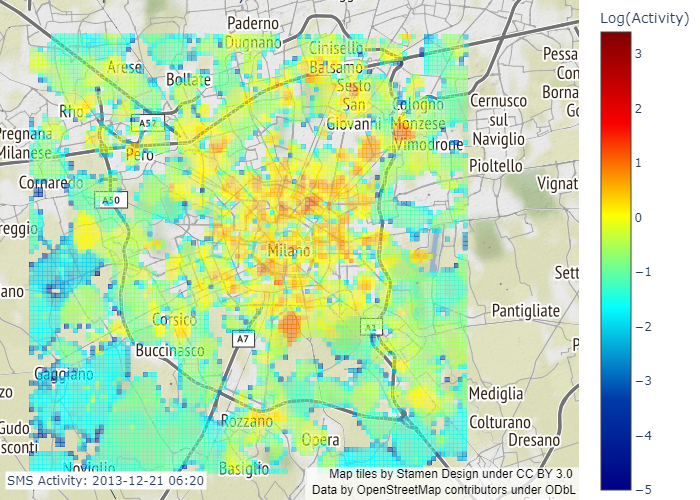 Log(Activity)
3
2
1
0
−1
−2
−3
−4
−5
Paderno
Dugnano
Cinisello
Balsamo
Arese
Bollate
Sesto
San
Giovanni
Cologno
Monzese
Vimodrone
Cernusco
sul
Naviglio
Pioltello
Pessa
Con
Borna
Go
Rho
A52
Pero
Pregnana
Milanese
Cornaredo
A50
reggio
Vignat
Milano
Sett
ano
Pantigliate
Corsico
A7
A1
Buccinasco
P
Gaggiano
zo
Mediglia
Rozzano
Opera
Colturano
Dresano
Gudo
sconti
Noviglio
Basiglio
SMS Activity: 2013-12-21 06:20
Map tiles by Stamen Design under CC BY 3.0
Data by OpenStreetMap contributors under ODbL